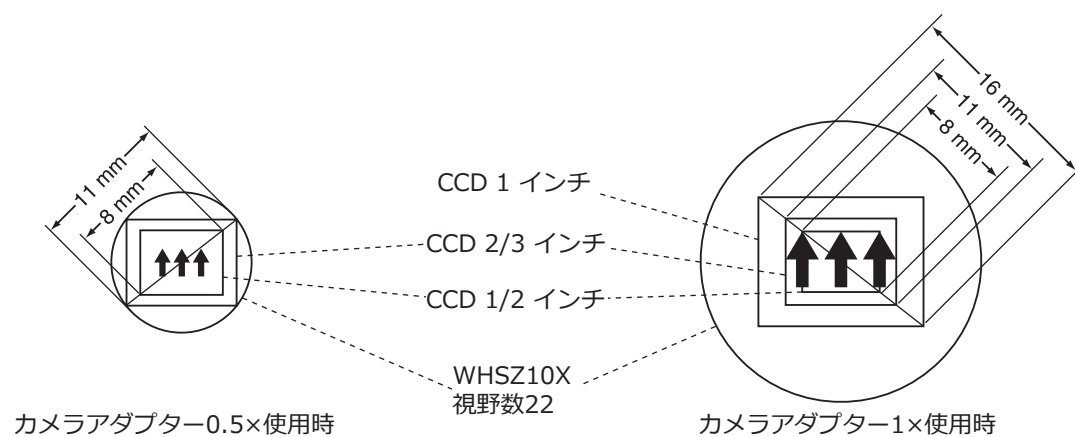 11 mm
8 mm
カメラアダプター0.5×使用時
CCD 1 インチ
CCD 2/3 インチ
CCD 1/2 インチ
WHSZ10X
視野数22
16 mm
11 mm
8 mm
カメラアダプター1×使用時